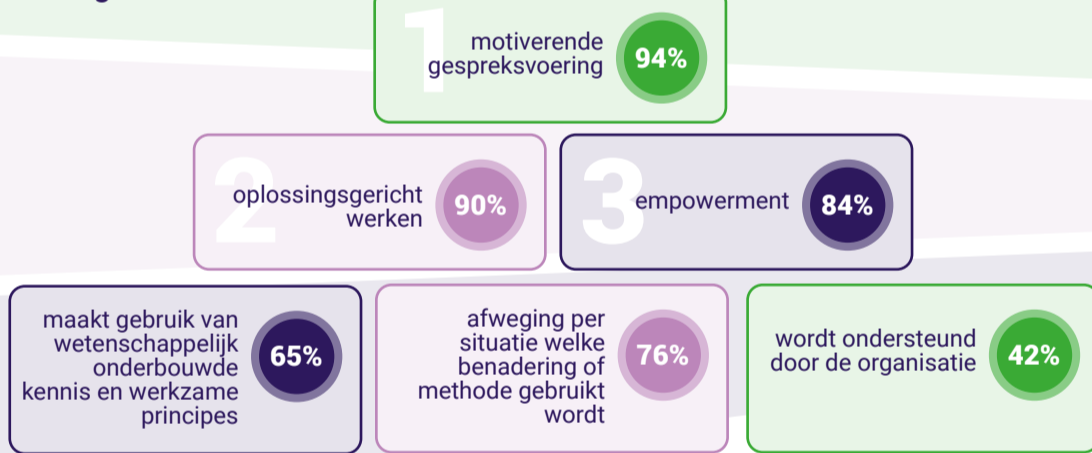 1
motiverende
gespreksvoering
94%
2
oplossingsgericht
werken
90%
3
empowerment
84%
maakt gebruik van
wetenschappelijk
onderbouwde
kennis en werkzame
principes
65%
afweging per
situatie welke
benadering of
methode gebruikt
wordt
76%
wordt ondersteund
door de organisatie
42%